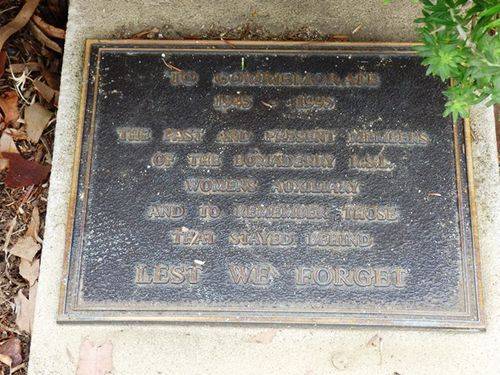 TO COMMEMORATE
1945 - 1995
THE PAST AND PRESENT MEMBERS
OF THE BOMADERRY R.S.L.
WOMENS AUXILIARY
AND TO REMEMBER THOSE
THAT STAYED BEHIND
LEST WE FORGET